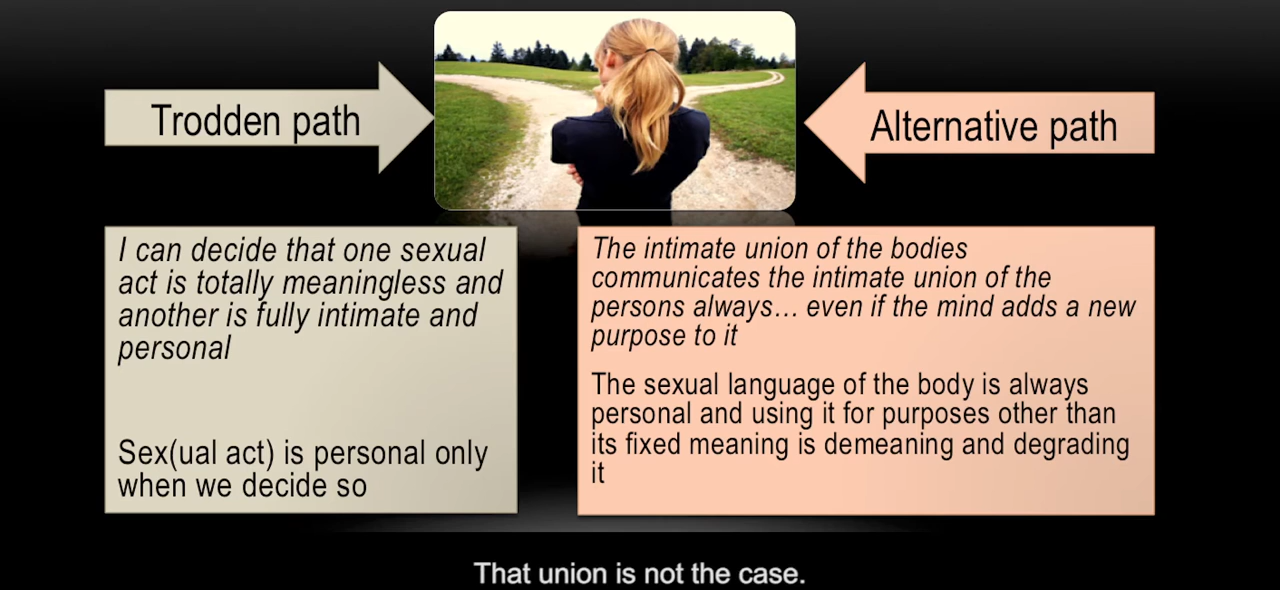 Trodden path
Alternative path
I can decide that one sexual
act is totally meaningless and
another is fully intimate and
personal
Sex(ual act) is personal only
when we decide so
The intimate union of the bodies
communicates the intimate union of the
persons always… even if the mind adds a new
purpose to it
The sexual language of the body is always
personal and using it for purposes other than
its fixed meaning is demeaning and degrading
it
That union is not the case.